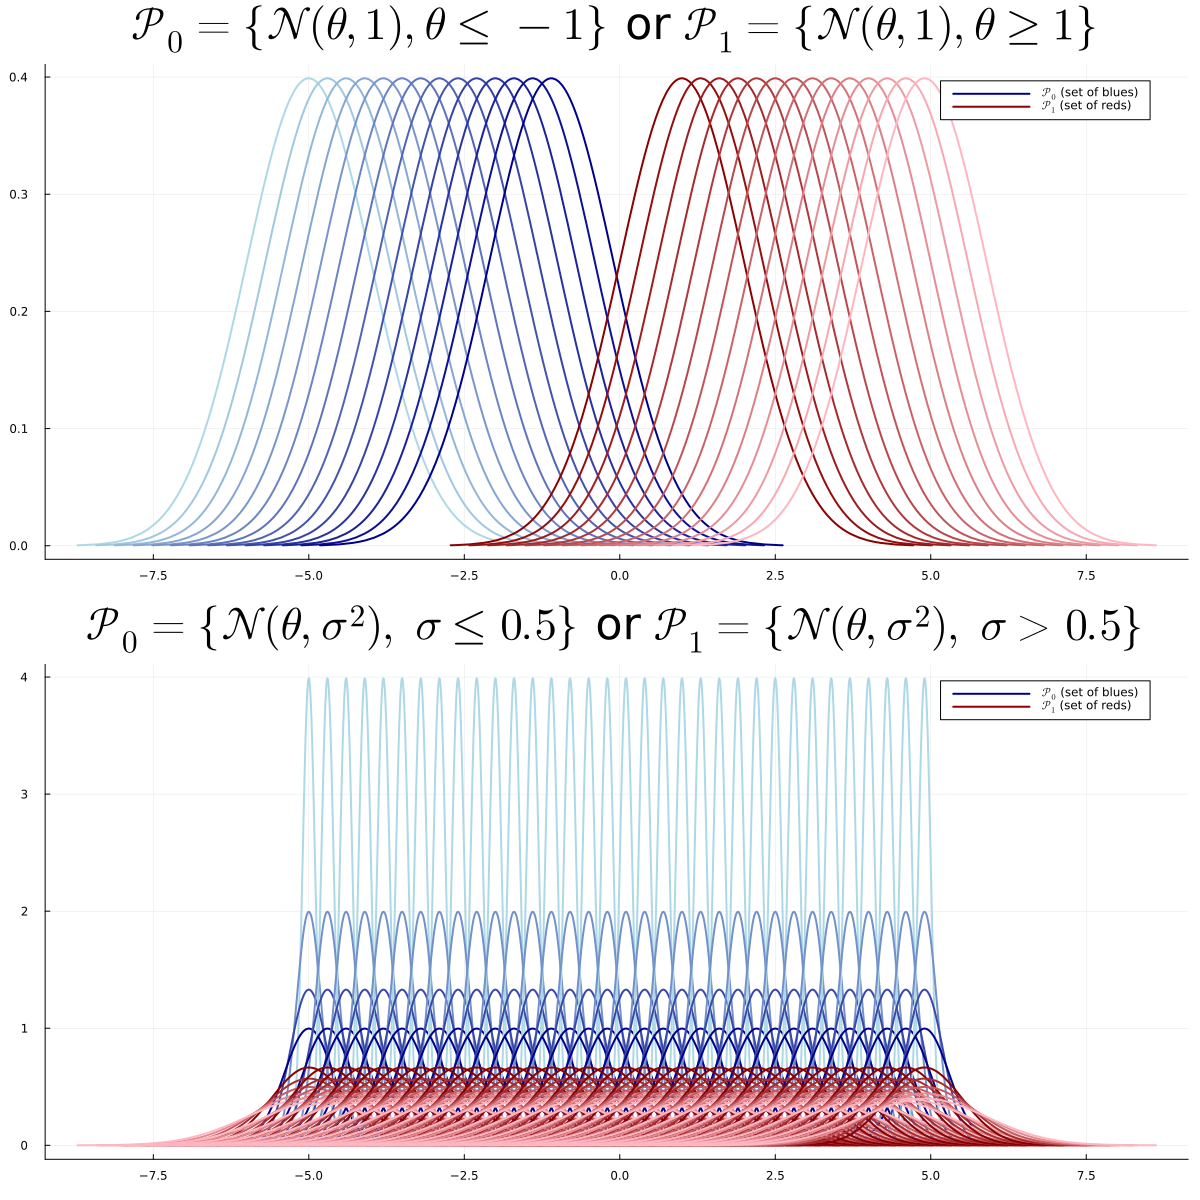 𝒫₀ = {𝒩(θ, 1), θ ≤ − 1} or 𝒫₁ = {𝒩(θ, 1), θ ≥ 1}
0.4
𝒫₀ (set of blues)
𝒫₁ (set of reds)
0.3
0.2
0.1
0.0
−7.5 −5.0 −2.5 0.0 2.5 5.0 7.5
𝒫₀ = {𝒩(θ, σ²), σ ≤ 0.5} or 𝒫₁ = {𝒩(θ, σ²), σ > 0.5}
4
𝒫₀ (set of blues)
𝒫₁ (set of reds)
3
2
1
0
−7.5 −5.0 −2.5 0.0 2.5 5.0 7.5